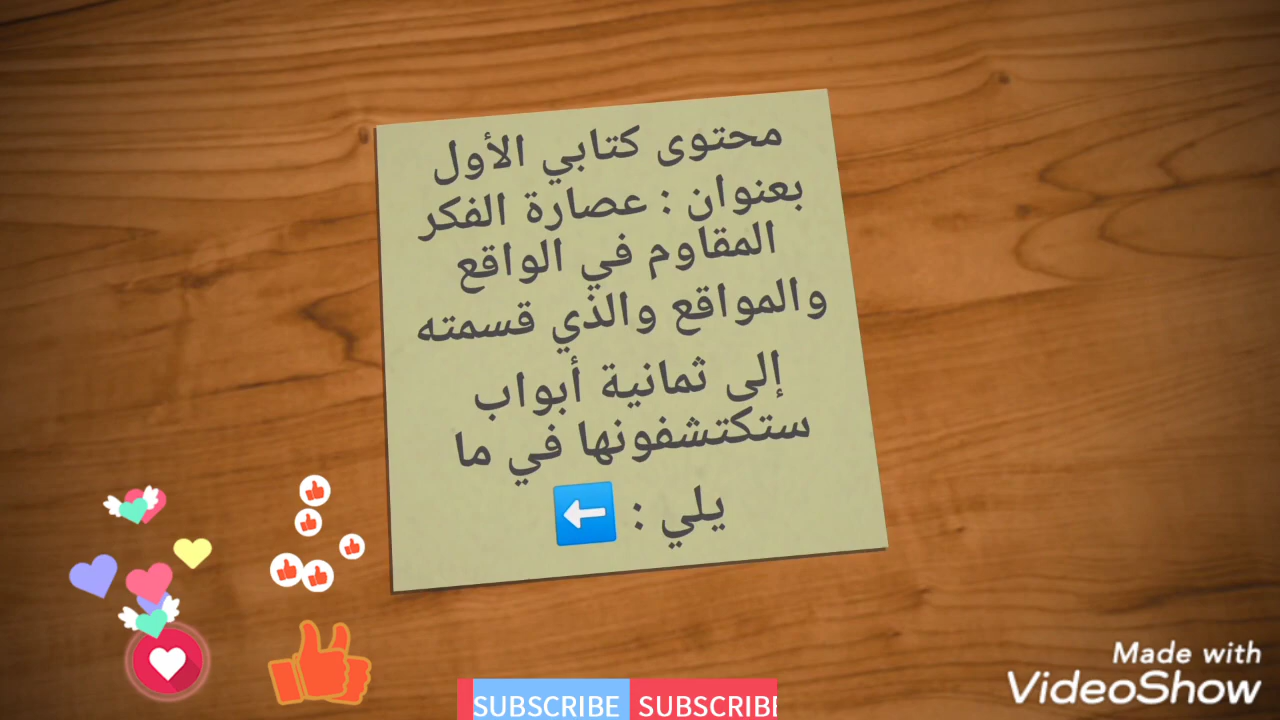 محتوى كتابي الأول
بعنوان : عصارة الفكر
المقاوم في الواقع
والمواقع والذي قسمته
إلى ثمانية أبواب
ستكتشفونها في ما
يلي : ⬅️
SUBSCRIBE SUBSCRIBE
Made with
VideoShow